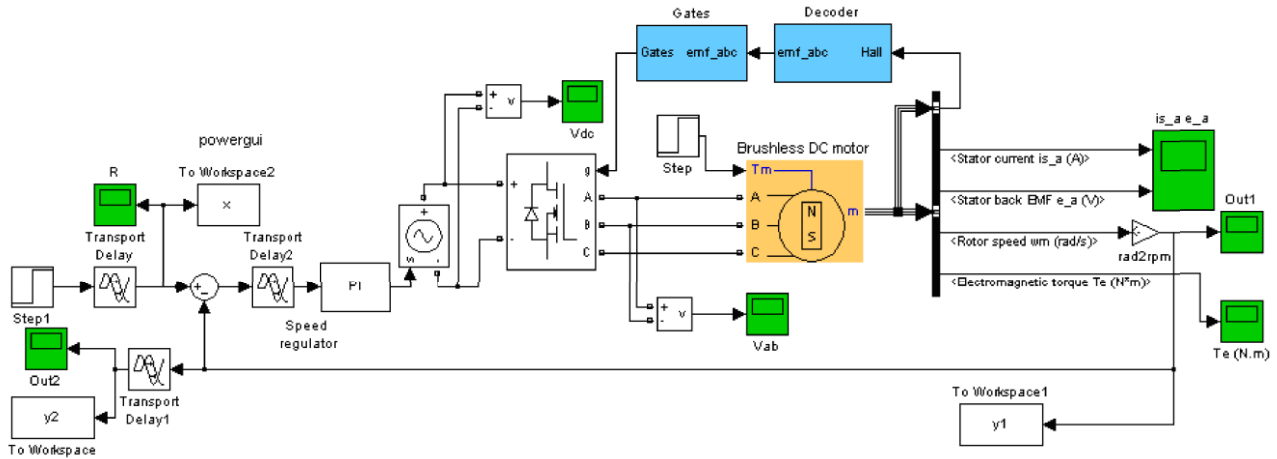 Gates
Decoder
Gates
emf_abc
emf_abc
Hall
+
-
v
Vdc
powergui
Step
Brushless DC motor
is_a e_a
R
To Workspace2
x
+
-
g
A
B
C
Tm
A
B
C
N
S
m
<Stator current is_a (A)>
<Stator back EMF e_a (V)>
<Rotor speed wm (rad/s)>
<Electromagnetic torque Te (N*m)>
rad2rpm
Out1
Transport
Delay
Transport
Delay2
+
s
-
Step1
+
-
PI
Speed
regulator
+
-
v
Vab
Te (N.m)
Out2
Transport
Delay1
y2
To Workspace
To Workspace1
y1